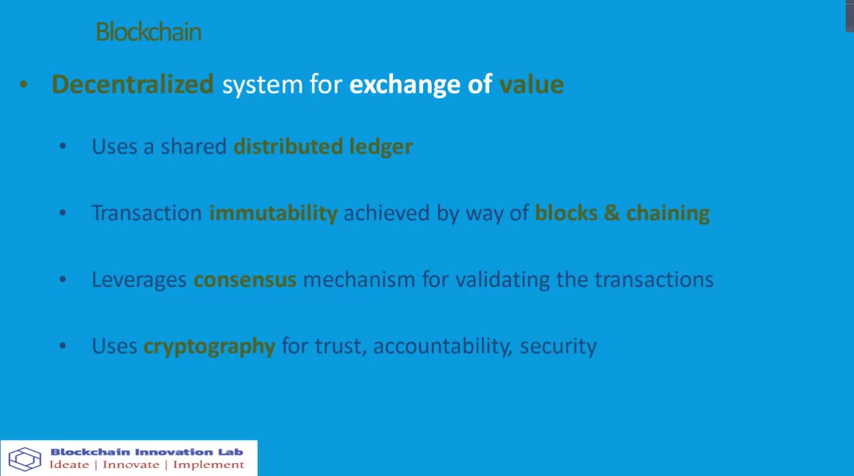 Blockchain
• Decentralized system for exchange of value
• Uses a shared distributed ledger
• Transaction immutability achieved by way of blocks & chaining
• Leverages consensus mechanism for validating the transactions
• Uses cryptography for trust, accountability, security
Blockchain Innovation Lab
Ideate | Innovate | Implement